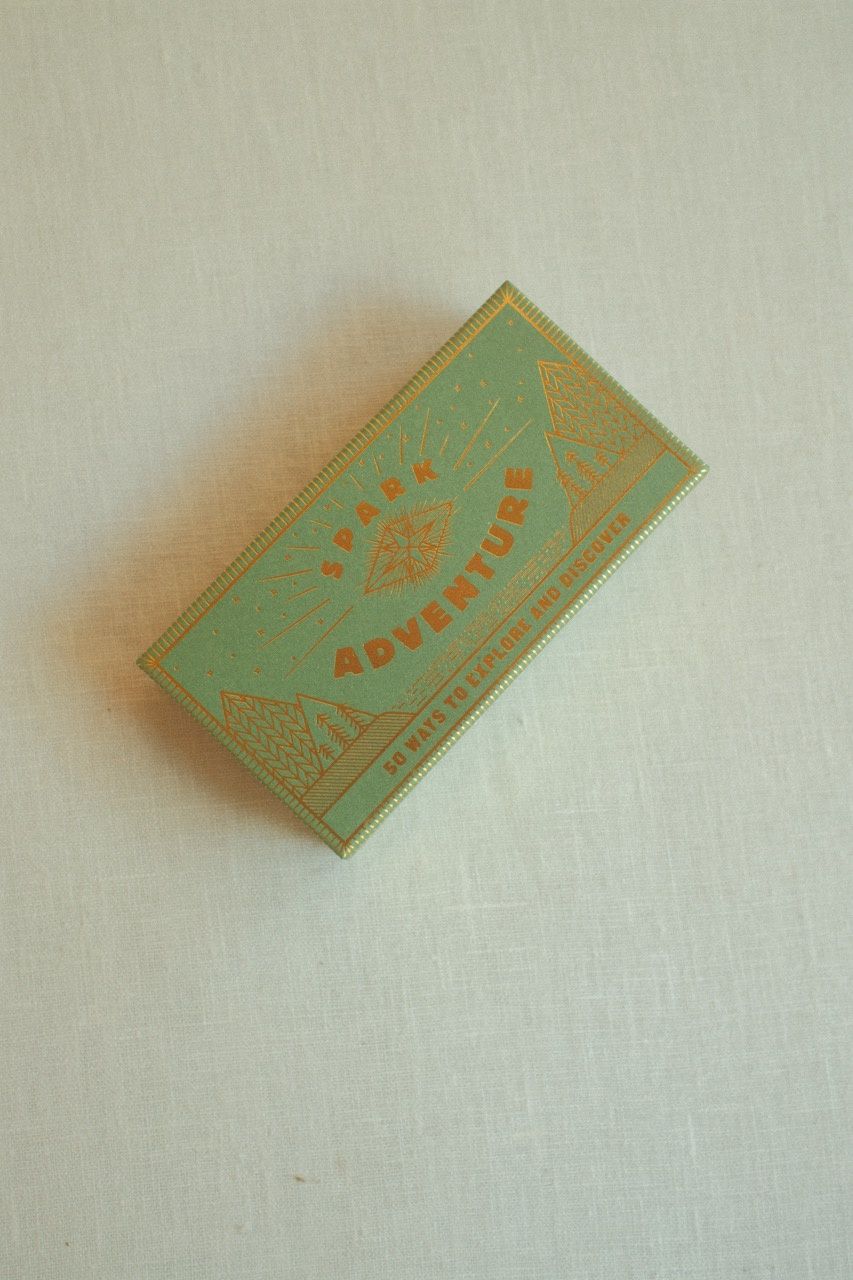 SPARK
ADVENTURE
50 WAYS TO EXPLORE AND DISCOVER